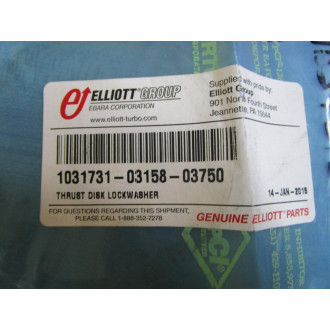 ELLIOTT GROUP
EBARA CORPORATION
www.elliott-turbo.com
Supplied with pride by:
Elliott Group
901 North Fourth Street
Jeannette, PA 15644
1031731-03158-03750
THRUST DISK LOCKWASHER
14-JAN-2015
FOR QUESTIONS REGARDING THIS SHIPMENT,
PLEASE CALL 1-888-352-7278
GENUINE ELLIOTT PARTS